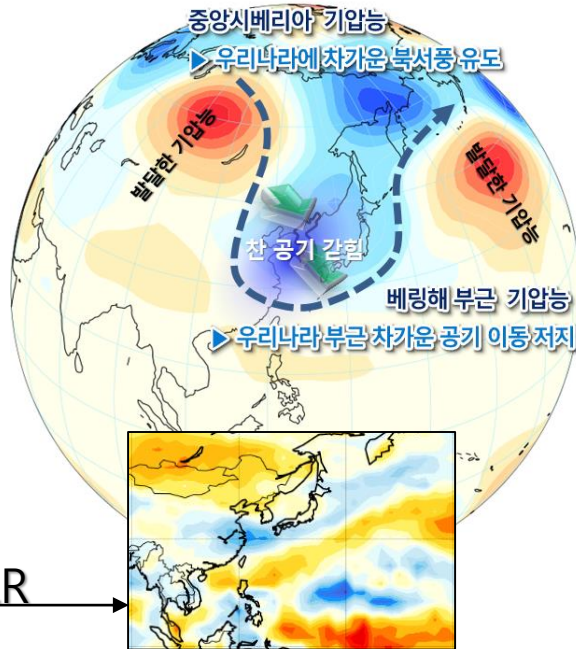 중앙시베리아 기압능
▶ 우리나라에 차가운 북서풍 유도
발달한 기압능
발달한 기압능
찬 공기 갇힘
베링해 부근 기압능
▶ 우리나라 부근 차가운 공기 이동 저지
R